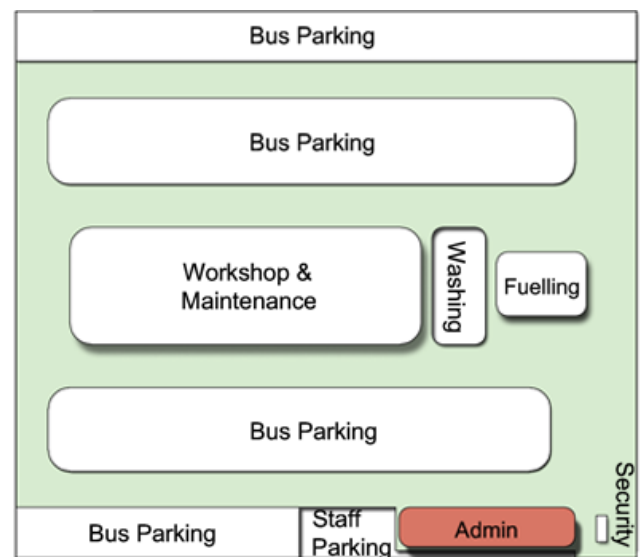 Bus Parking
Bus Parking
Workshop &
Maintenance
Washing
Fuelling
Bus Parking
Bus Parking
Staff
Parking
Admin
Security